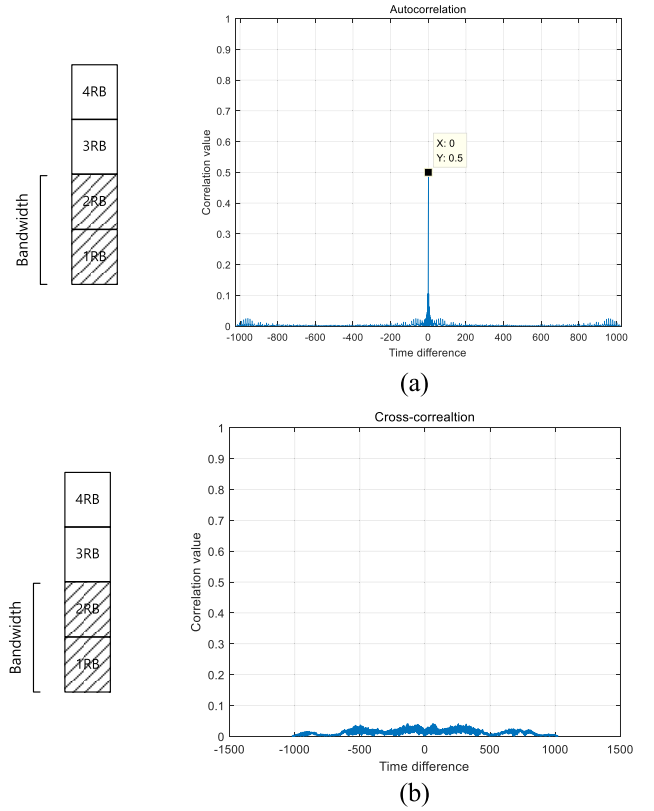 Autocorrelation
4RB
3RB
2RB
1RB
Bandwidth
Correlation value
1
0.9
0.8
0.7
0.6
0.5
0.4
0.3
0.2
0.1
0
X: 0
Y: 0.5
-1000 -800 -600 -400 -200 0 200 400 600 800 1000
Time difference
(a)
Cross-correaltion
4RB
3RB
2RB
1RB
Bandwidth
Correlation value
1
0.9
0.8
0.7
0.6
0.5
0.4
0.3
0.2
0.1
0
-1500 -1000 -500 0 500 1000 1500
Time difference
(b)